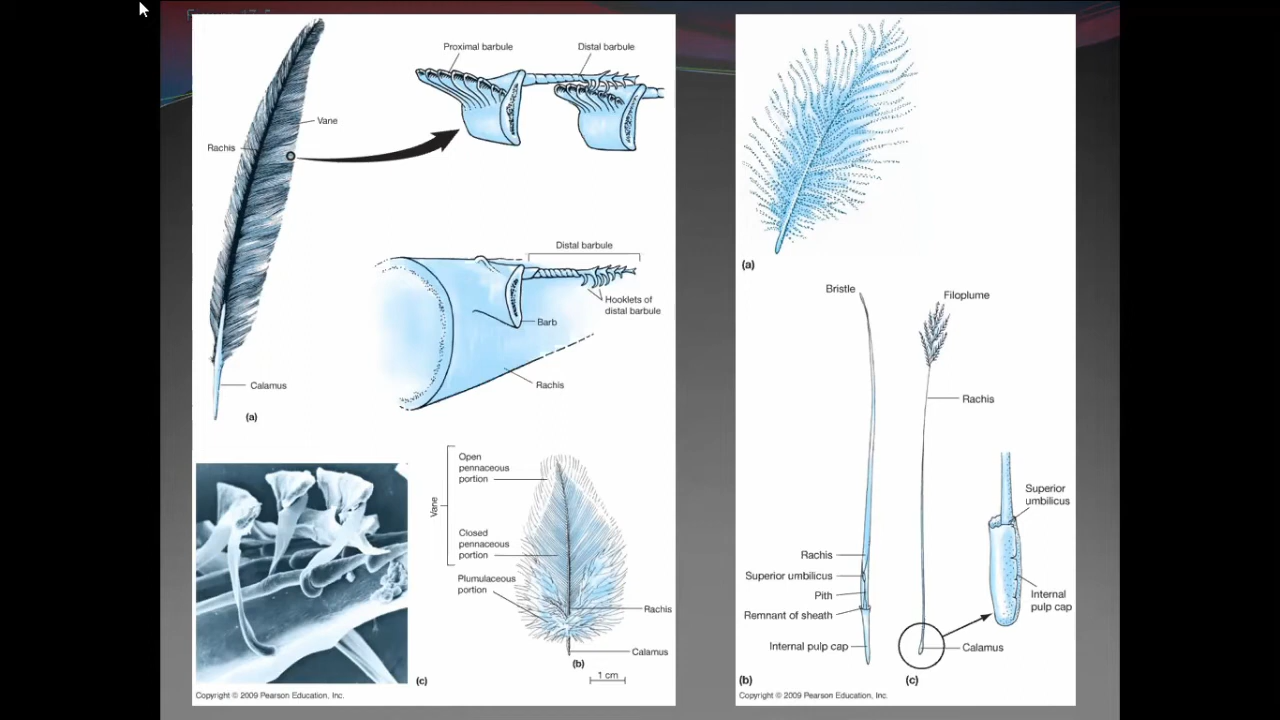 Proximal barbule
Distal barbule
Vane
Rachis
Distal barbule
Hooklets of
distal barbule
Barb
Rachis
Calamus
(a)
Open
pennaceous
portion
Vane
Closed
pennaceous
portion
Plumulaceous
portion
Rachis
Calamus
(b)
1 cm
(c)
Copyright © 2009 Pearson Education, Inc.
(a)
Bristle
Filoplume
Rachis
Superior
umbilicus
Rachis
Superior umbilicus
Pith
Remnant of sheath
Internal pulp cap
Internal
pulp cap
Calamus
(b)
(c)
Copyright © 2009 Pearson Education, Inc.